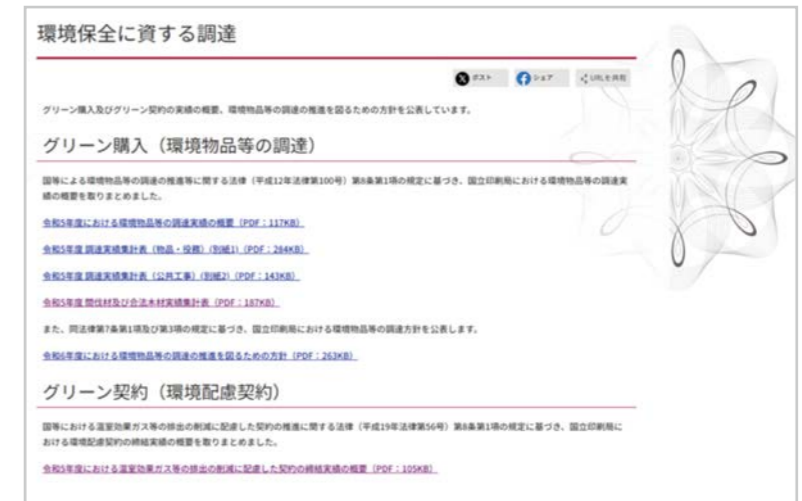 環境保全に資する調達
ポスト
シェア
URLを共有
グリーン購入及びグリーン契約の実績の概要、環境物品等の調達の推進を図るための方針を公表しています。
グリーン購入（環境物品等の調達）
国等による環境物品等の調達の推進等に関する法律（平成12年法律第100号）第8条第1項の規定に基づき、国立印刷局における環境物品等の調達実
績の概要を取りまとめました。
令和5年度における環境物品等の調達実績の概要（PDF：117KB）
令和5年度 調達実績集計表（物品・役務）（別紙1）（PDF：284KB）
令和5年度 調達実績集計表（公共工事）（別紙2）（PDF：143KB）
令和5年度 間伐材及び合法木材実績集計表（PDF：187KB）
また、同法律第7条第1項及び第3項の規定に基づき、国立印刷局における環境物品等の調達方針を公表します。
令和6年度における環境物品等の調達の推進を図るための方針（PDF：263KB）
グリーン契約（環境配慮契約）
国等における温室効果ガス等の排出の削減に配慮した契約の推進に関する法律（平成19年法律第56号）第8条第1項の規定に基づき、国立印刷局に
おける環境配慮契約の締結実績の概要を取りまとめました。
令和5年度における温室効果ガス等の排出の削減に配慮した契約の締結実績の概要（PDF：105KB）